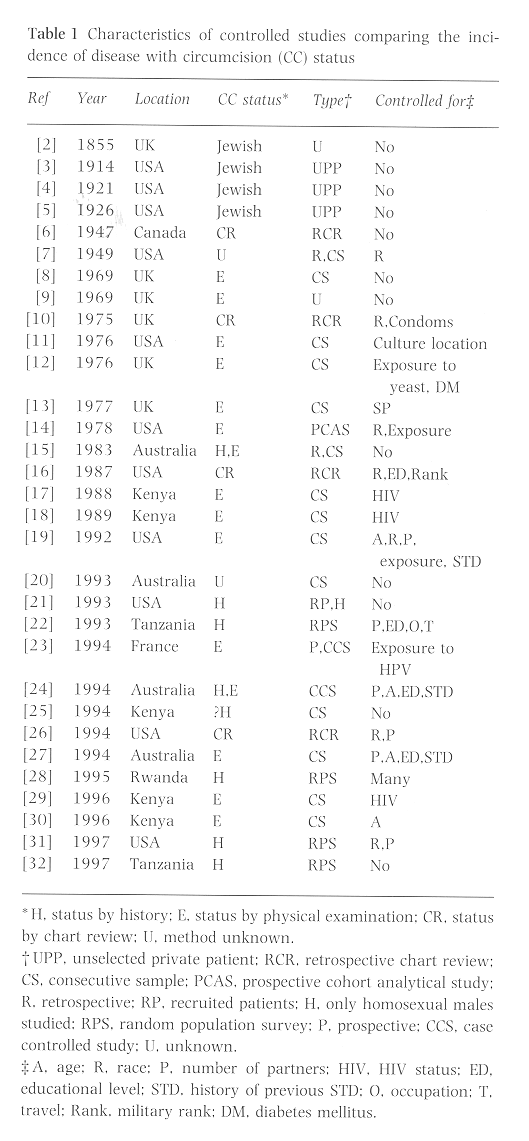 Table 1 Characteristics of controlled studies comparing the inci-
dence of disease with circumcision (CC) status
Ref Year Location CC status* Type† Controlled for‡
[2] 1855 UK Jewish U No
[3] 1914 USA Jewish UPP No
[4] 1921 USA Jewish UPP No
[5] 1926 USA Jewish UPP No
[6] 1947 Canada CR RCR No
[7] 1949 USA U R,CS R
[8] 1969 UK E CS No
[9] 1969 UK E U No
[10] 1975 UK CR RCR R,Condoms
[11] 1976 USA E CS Culture location
[12] 1976 UK E CS Exposure to
yeast, DM
[13] 1977 UK E CS SP
[14] 1978 USA E PCAS R,Exposure
[15] 1983 Australia H,E R,CS No
[16] 1987 USA CR RCR R,ED,Rank
[17] 1988 Kenya E CS HIV
[18] 1989 Kenya E CS HIV
[19] 1992 USA E CS A,R,P,
exposure, STD
[20] 1993 Australia U CS No
[21] 1993 USA H RP,H No
[22] 1993 Tanzania H RPS P,ED,O,T
[23] 1994 France E P,CCS Exposure to
HPV
[24] 1994 Australia H,E CCS P,A,ED,STD
[25] 1994 Kenya ?H CS No
[26] 1994 USA CR RCR R,P
[27] 1994 Australia E CS P,A,ED,STD
[28] 1995 Rwanda H RPS Many
[29] 1996 Kenya E CS HIV
[30] 1996 Kenya E CS A
[31] 1997 USA H RPS R,P
[32] 1997 Tanzania H RPS No
*H, status by history; E, status by physical examination; CR, status
by chart review; U, method unknown.
†UPP, unselected private patient; RCR, retrospective chart review;
CS, consecutive sample; PCAS, prospective cohort analytical study;
R, retrospective; RP, recruited patients; H, only homosexual males
studied; RPS, random population survey; P, prospective; CCS, case
controlled study; U, unknown.
‡A, age; R, race; P, number of partners; HIV, HIV status; ED,
educational level; STD, history of previous STD; O, occupation; T,
travel; Rank, military rank; DM, diabetes mellitus.